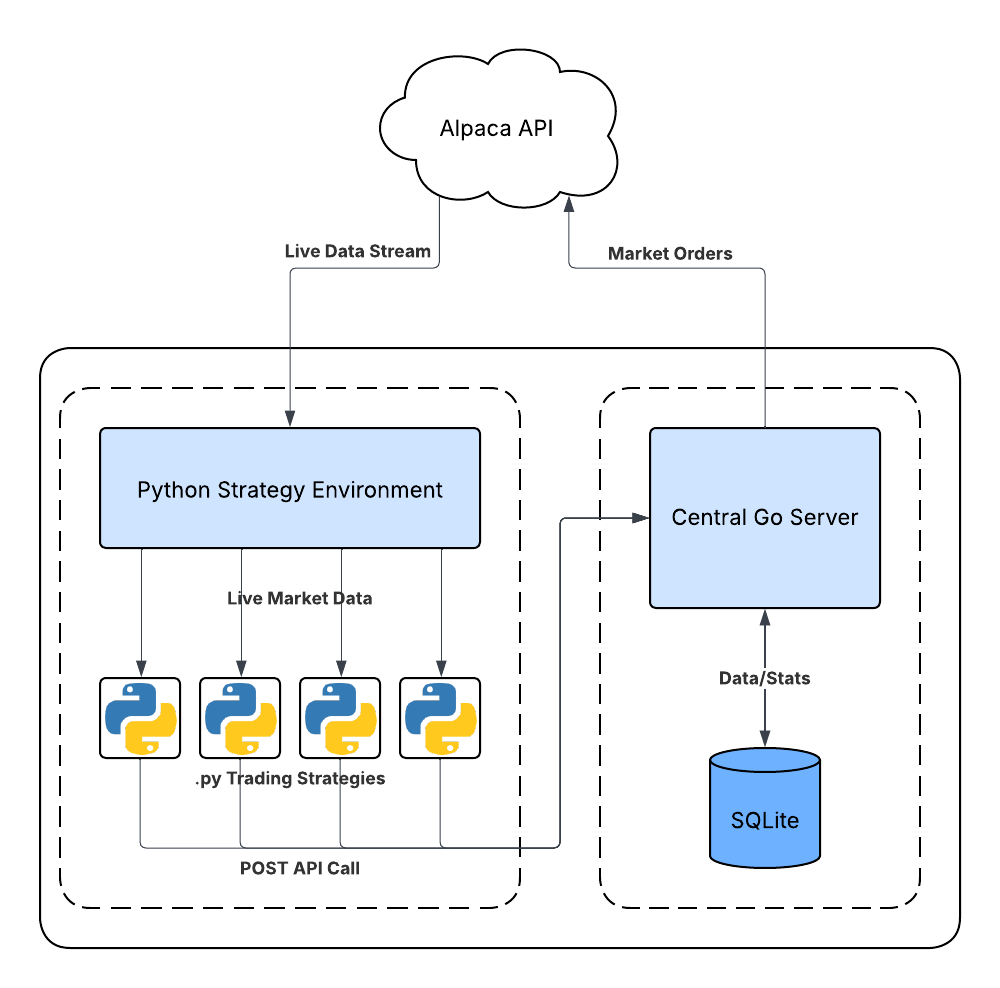 Alpaca API
Live Data Stream
Market Orders
Python Strategy Environment
Central Go Server
Live Market Data
Data/Stats
.py Trading Strategies
SQLite
POST API Call